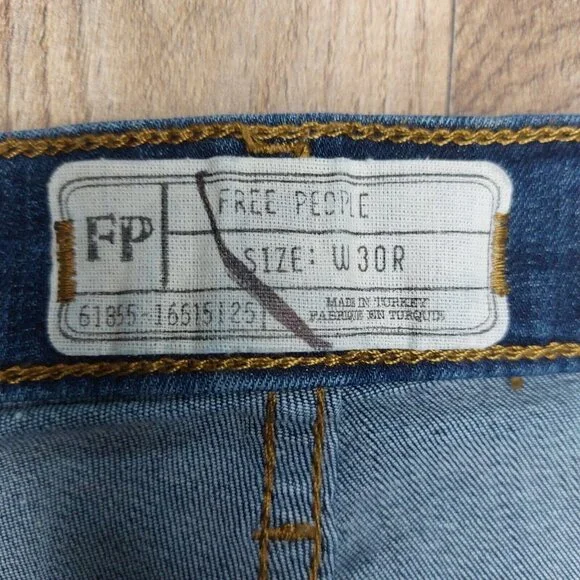 FP
FREE PEOPLE
SIZE: W30R
61855-16615125
MADE IN TURKEY
FABRIQUE EN TURQUIE